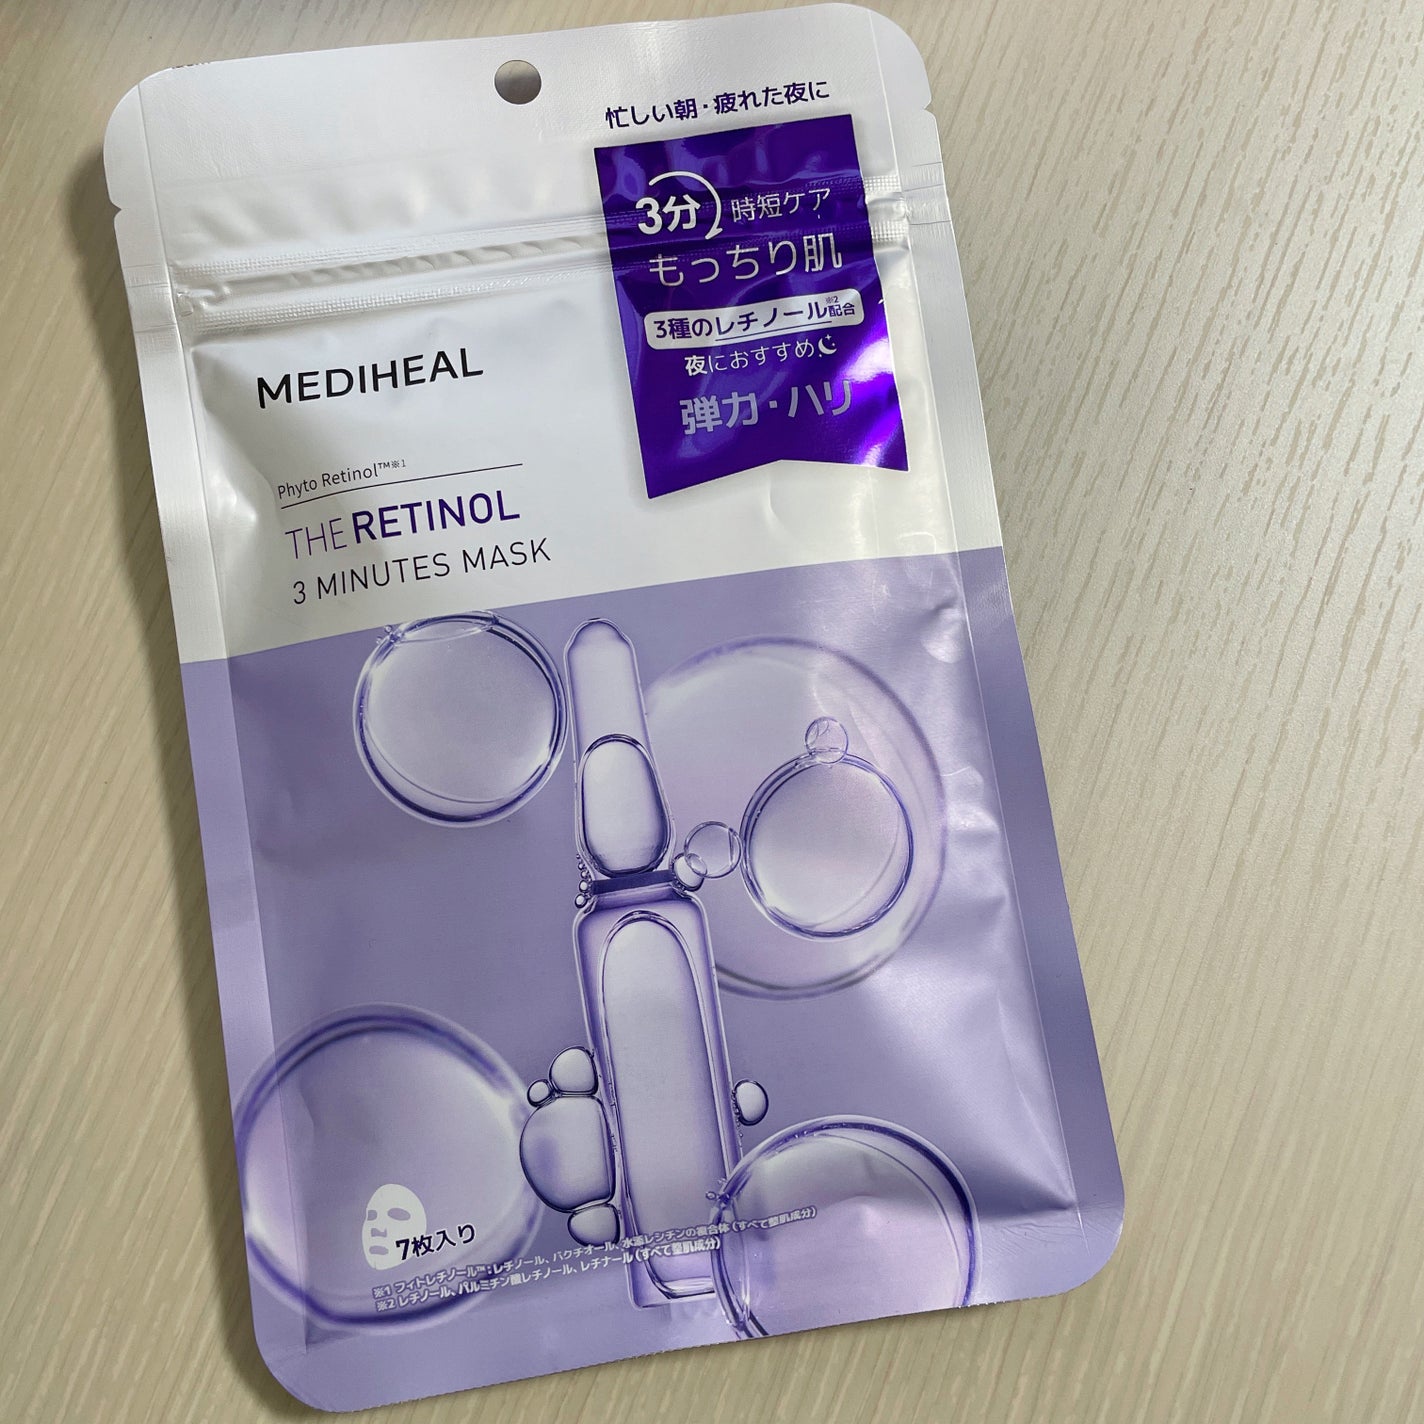 忙しい朝・疲れた夜に
3分 時短ケア
もっちり肌
3種のレチノール※2配合
夜におすすめ
弾力・ハリ
MEDIHEAL
Phyto Retinol™※1
THE RETINOL
3 MINUTES MASK
7枚入り
※1 フィトレチノール™:レチノール、バクチオール、水添レシチンの複合体(すべて整肌成分)
※2 レチノール、パルミチン酸レチノール、レチナール(すべて整肌成分)